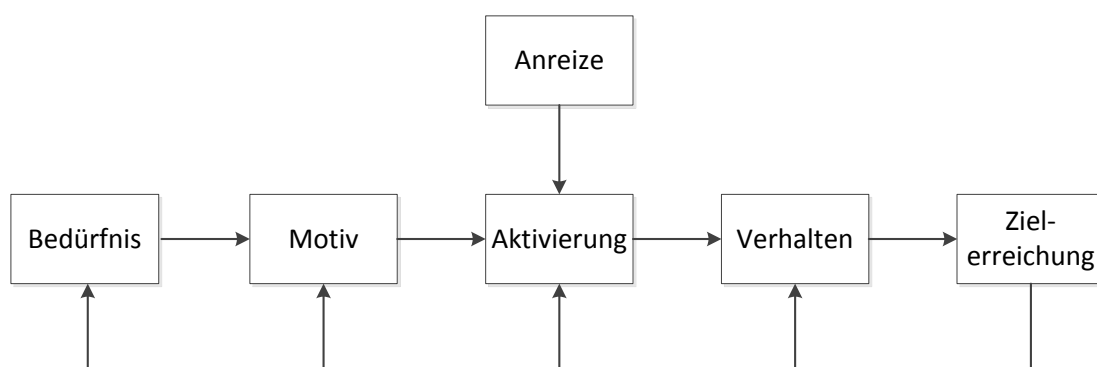 Anreize
Bedürfnis
Motiv
Aktivierung
Verhalten
Ziel-
erreichung